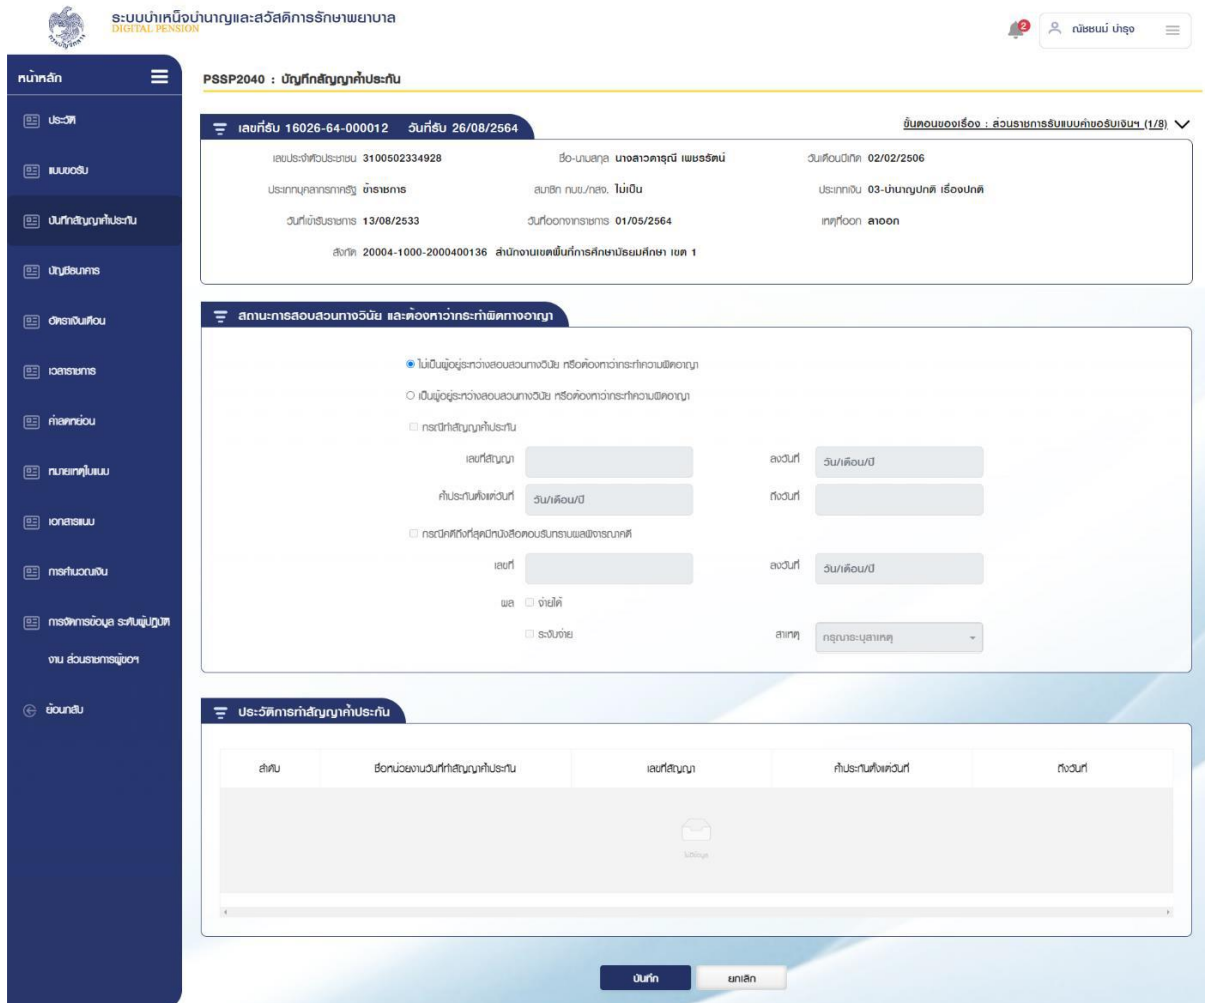 ระบบบำเหน็จบำนาญและสวัสดิการรักษาพยาบาล
DIGITAL PENSION
2
ณัชชนม์ บำรุง
หน้าหลัก
ประวัติ
แบบขอรับ
บันทึกสัญญาค้ำประกัน
บัญชีธนาคาร
อัตราเงินเดือน
เวลาราชการ
ค่าลดหย่อน
หมายเหตุใบแนบ
เอกสารแนบ
การคำนวณเงิน
การจัดการข้อมูล ระดับผู้ปฏิบัติ
งาน ส่วนราชการผู้ขอฯ
ย้อนกลับ
PSSP2040 : บันทึกสัญญาค้ำประกัน
เลขที่รับ 16026-64-000012 วันที่รับ 26/08/2564
ขั้นตอนของเรื่อง : ส่วนราชการรับแบบคำขอรับเงินฯ (1/8)
เลขประจำตัวประชาชน 3100502334928 ชื่อ-นามสกุล นางสาวดารุณี เพชรรัตน์ วันเดือนปีเกิด 02/02/2506
ประเภทบุคลากรภาครัฐ ข้าราชการ สมาชิก กบข./กสจ. ไม่เป็น ประเภทเงิน 03-บำนาญปกติ เรื่องปกติ
วันที่เข้ารับราชการ 13/08/2533 วันที่ออกจากราชการ 01/05/2564 เหตุที่ออก ลาออก
สังกัด 20004-1000-2000400136 สำนักงานเขตพื้นที่การศึกษามัธยมศึกษา เขต 1
สถานะการสอบสวนทางวินัย และต้องหาว่ากระทำผิดทางอาญา
ไม่เป็นผู้อยู่ระหว่างสอบสวนทางวินัย หรือต้องหาว่ากระทำความผิดอาญา
เป็นผู้อยู่ระหว่างสอบสวนทางวินัย หรือต้องหาว่ากระทำความผิดอาญา
กรณีทำสัญญาค้ำประกัน
เลขที่สัญญา ลงวันที่ วัน/เดือน/ปี
ค้ำประกันตั้งแต่วันที่ วัน/เดือน/ปี ถึงวันที่
กรณีคดีถึงที่สุดมีหนังสือตอบรับทราบผลพิจารณาคดี
เลขที่ ลงวันที่ วัน/เดือน/ปี
ผล จ่ายได้
ระงับจ่าย สาเหตุ กรุณาระบุสาเหตุ
ประวัติการทำสัญญาค้ำประกัน
ลำดับ ชื่อหน่วยงานวันที่ทำสัญญาค้ำประกัน เลขที่สัญญา ค้ำประกันตั้งแต่วันที่ ถึงวันที่
ไม่มีข้อมูล
บันทึก ยกเลิก